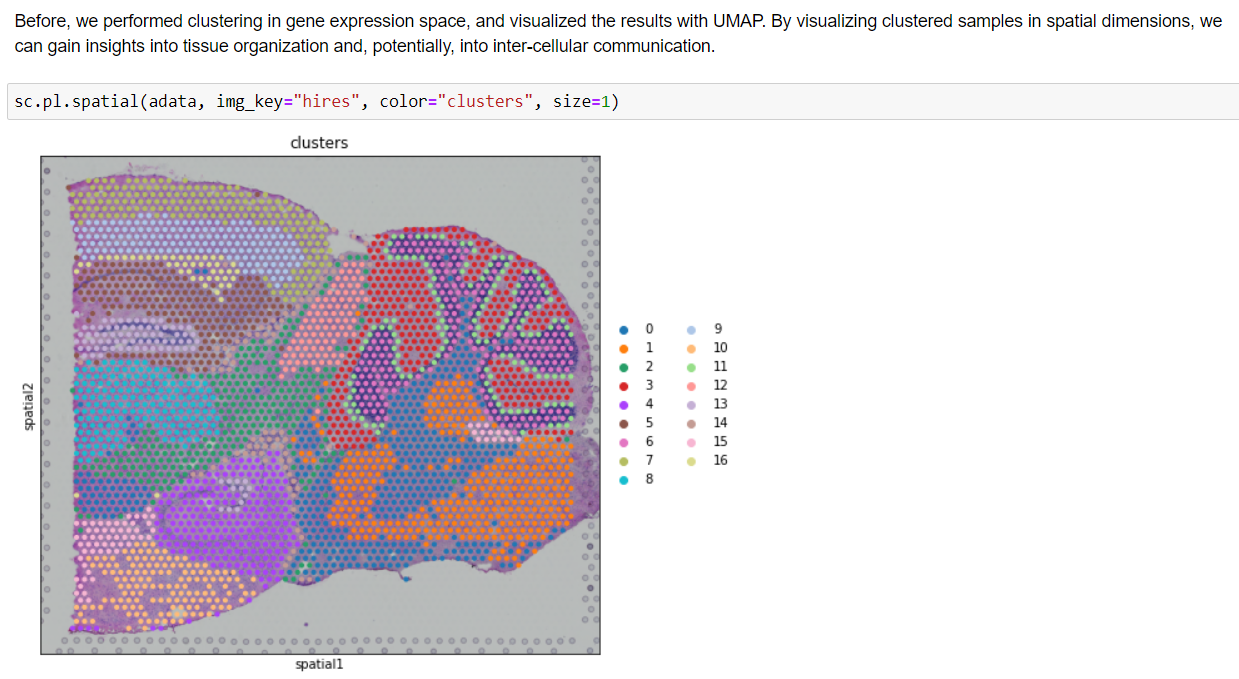 Before, we performed clustering in gene expression space, and visualized the results with UMAP. By visualizing clustered samples in spatial dimensions, we
can gain insights into tissue organization and, potentially, into inter-cellular communication.
sc.pl.spatial(adata, img_key="hires", color="clusters", size=1)
clusters
spatial2
spatial1
0 9
1 10
2 11
3 12
4 13
5 14
6 15
7 16
8